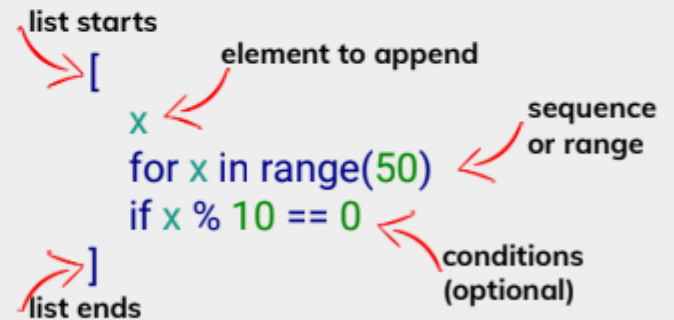 list starts
[
element to append
x
sequence
or range
for x in range(50)
if x % 10 == 0
conditions
(optional)
]
list ends